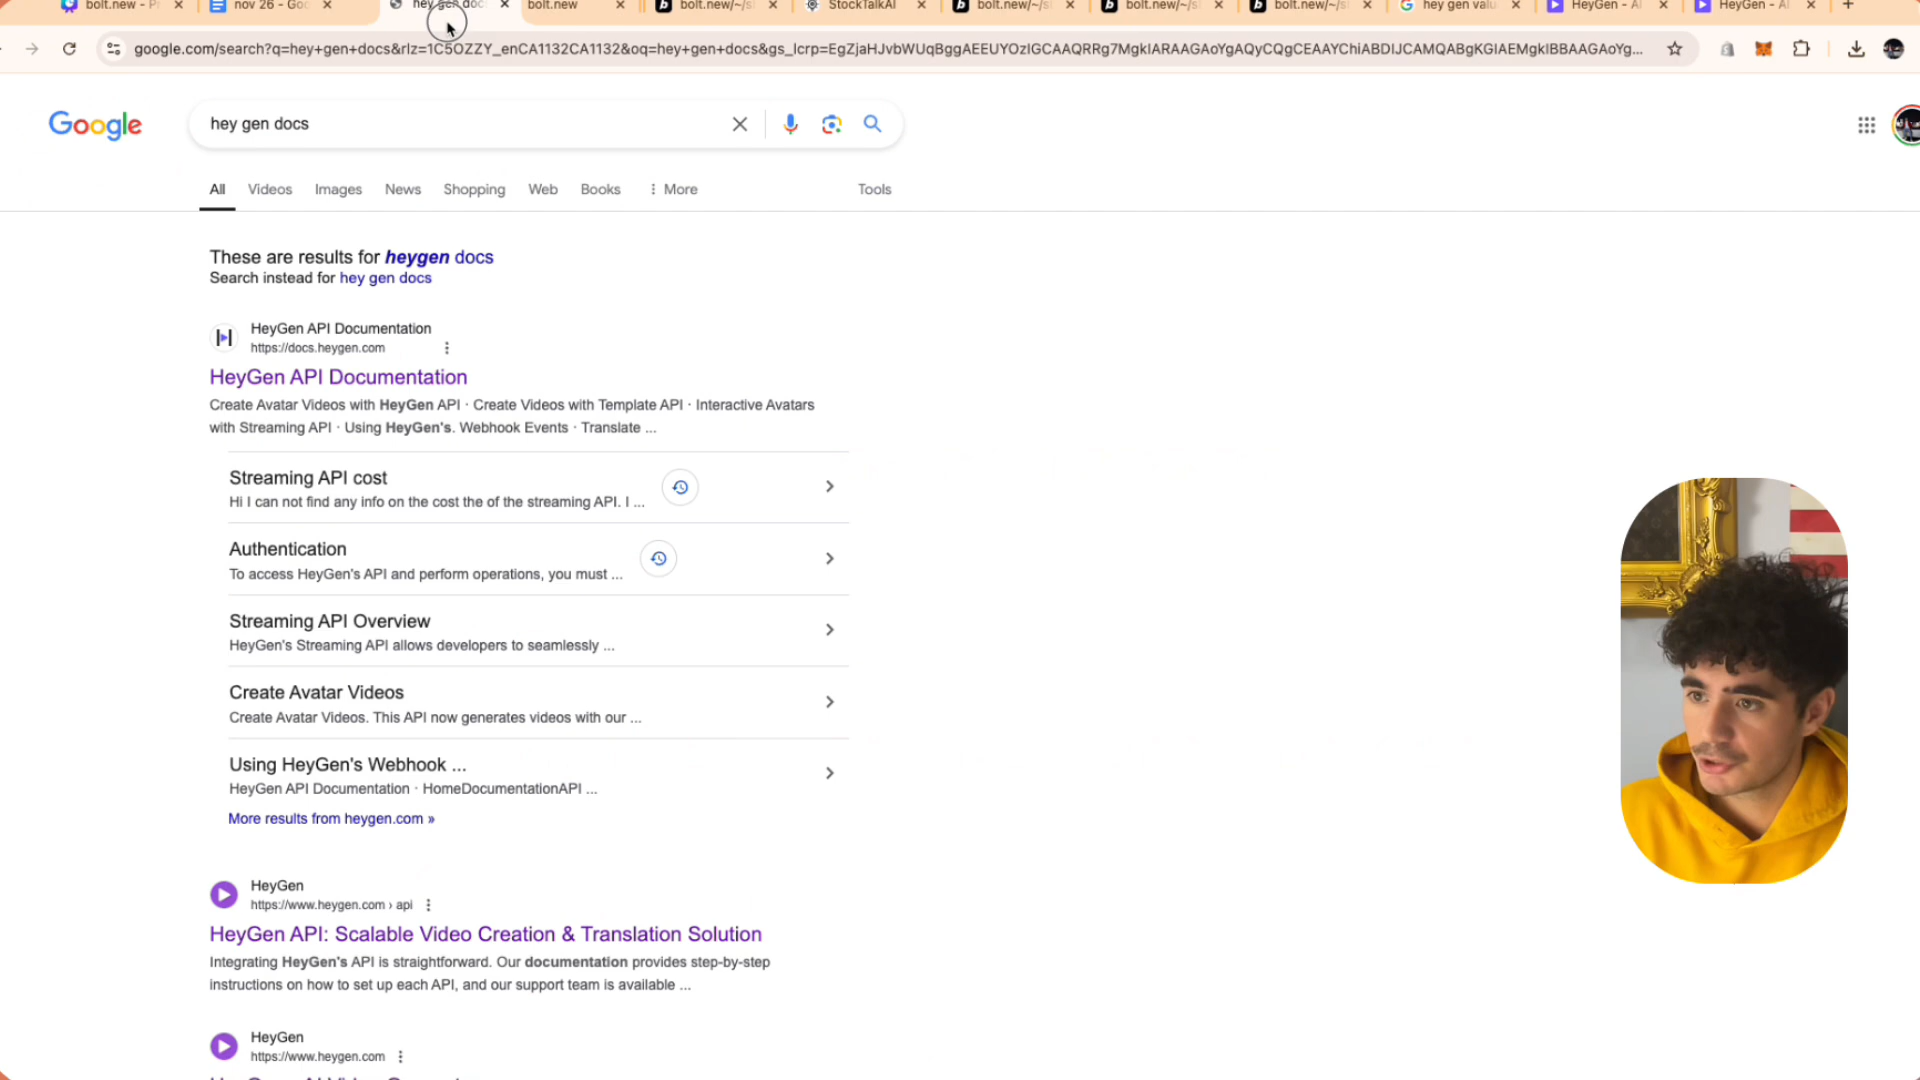 bolt.new - P
nov 26 - Goo
hey gen doc
bolt.new
bolt.new/~/s
StockTalkAI
bolt.new/~/s
bolt.new/~/s
bolt.new/~/s
hey gen valu
HeyGen - AI
HeyGen - AI
google.com/search?q=hey+gen+docs&rlz=1C5OZZY_enCA1132CA1132&oq=hey+gen+docs&gs_lcrp=EgZjaHJvbWUqBggAEEUYOzIGCAAQRRg7MgkIARAAGAoYgAQyCQgCEAAYChiABDIJCAMQABgKGIAEMgkIBBAAGAoYg...
Google
hey gen docs
All
Videos
Images
News
Shopping
Web
Books
More
Tools
These are results for heygen docs
Search instead for hey gen docs
HeyGen API Documentation
https://docs.heygen.com
HeyGen API Documentation
Create Avatar Videos with HeyGen API · Create Videos with Template API · Interactive Avatars
with Streaming API · Using HeyGen's. Webhook Events · Translate ...
Streaming API cost
Hi I can not find any info on the cost the of the streaming API. I ...
Authentication
To access HeyGen's API and perform operations, you must ...
Streaming API Overview
HeyGen's Streaming API allows developers to seamlessly ...
Create Avatar Videos
Create Avatar Videos. This API now generates videos with our ...
Using HeyGen's Webhook ...
HeyGen API Documentation · HomeDocumentationAPI ...
More results from heygen.com »
HeyGen
https://www.heygen.com › api
HeyGen API: Scalable Video Creation & Translation Solution
Integrating HeyGen's API is straightforward. Our documentation provides step-by-step
instructions on how to set up each API, and our support team is available ...
HeyGen
https://www.heygen.com